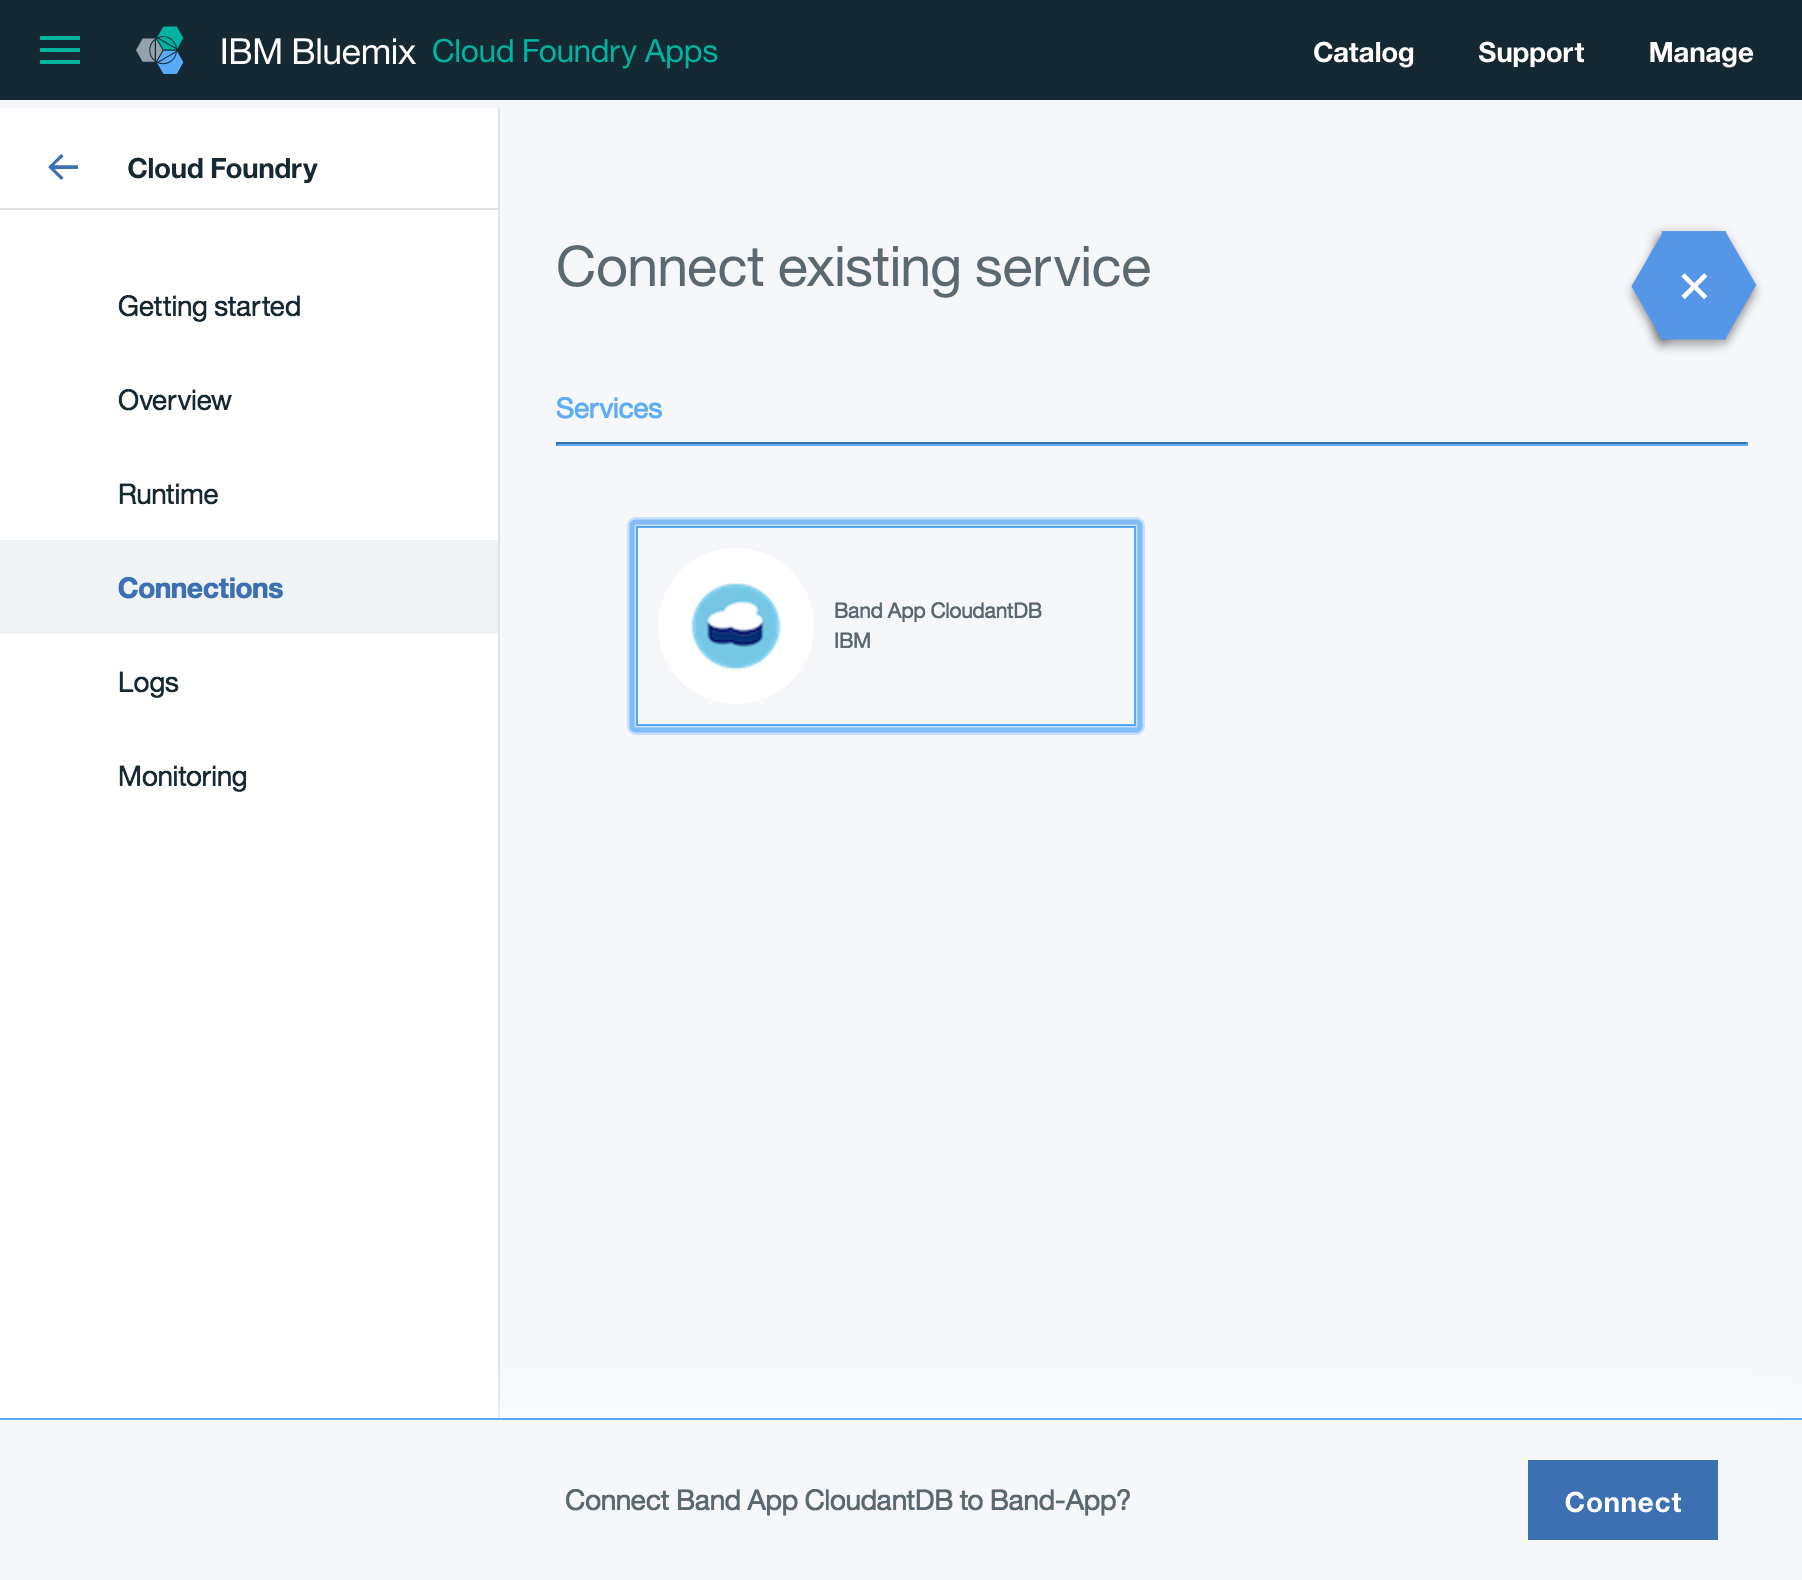 IBM Bluemix Cloud Foundry Apps
Catalog Support Manage
Cloud Foundry
Getting started
Overview
Runtime
Connections
Logs
Monitoring
Connect existing service
Services
Band App CloudantDB
IBM
Connect Band App CloudantDB to Band-App?
Connect